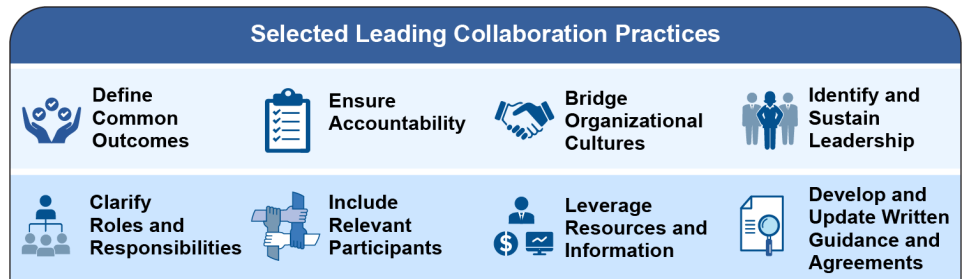 Selected Leading Collaboration Practices
Define
Common
Outcomes
Ensure
Accountability
Bridge
Organizational
Cultures
Identify and
Sustain
Leadership
Clarify
Roles and
Responsibilities
Include
Relevant
Participants
Leverage
Resources and
Information
Develop and
Update Written
Guidance and
Agreements